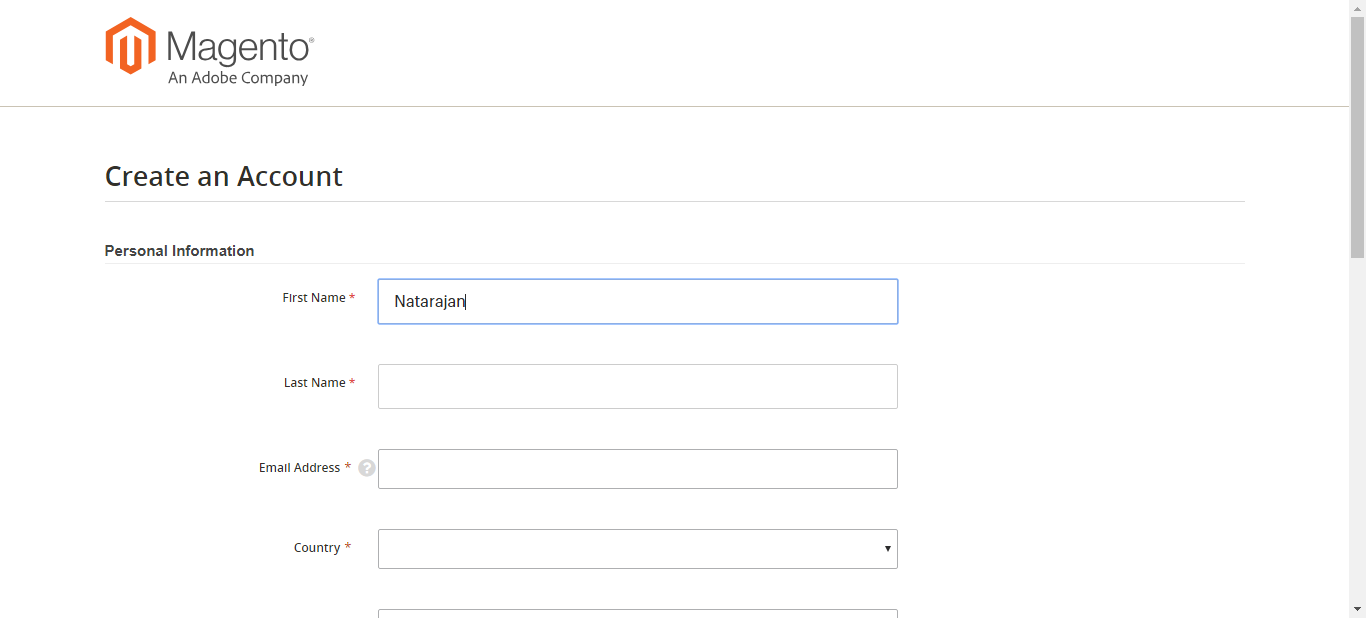 Magento®
An Adobe Company
Create an Account
Personal Information
First Name *
Natarajan
Last Name *
Email Address * ?
Country *